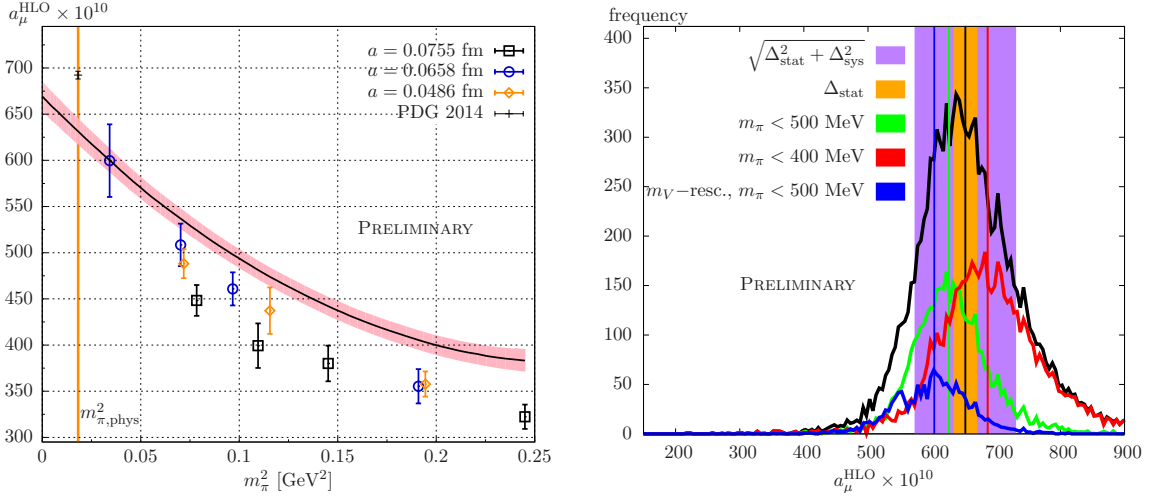 a_μ^HLO × 10^10
700
650
600
550
500
450
400
350
300
a = 0.0755 fm
a = 0.0658 fm
a = 0.0486 fm
PDG 2014
PRELIMINARY
m²_π,phys
0
0.05
0.1
0.15
0.2
0.25
m²_π [GeV²]
frequency
400
350
300
250
200
150
100
50
0
√(Δ²_stat + Δ²_sys)
Δ_stat
m_π < 500 MeV
m_π < 400 MeV
m_V−resc., m_π < 500 MeV
PRELIMINARY
200
300
400
500
600
700
800
900
a_μ^HLO × 10^10